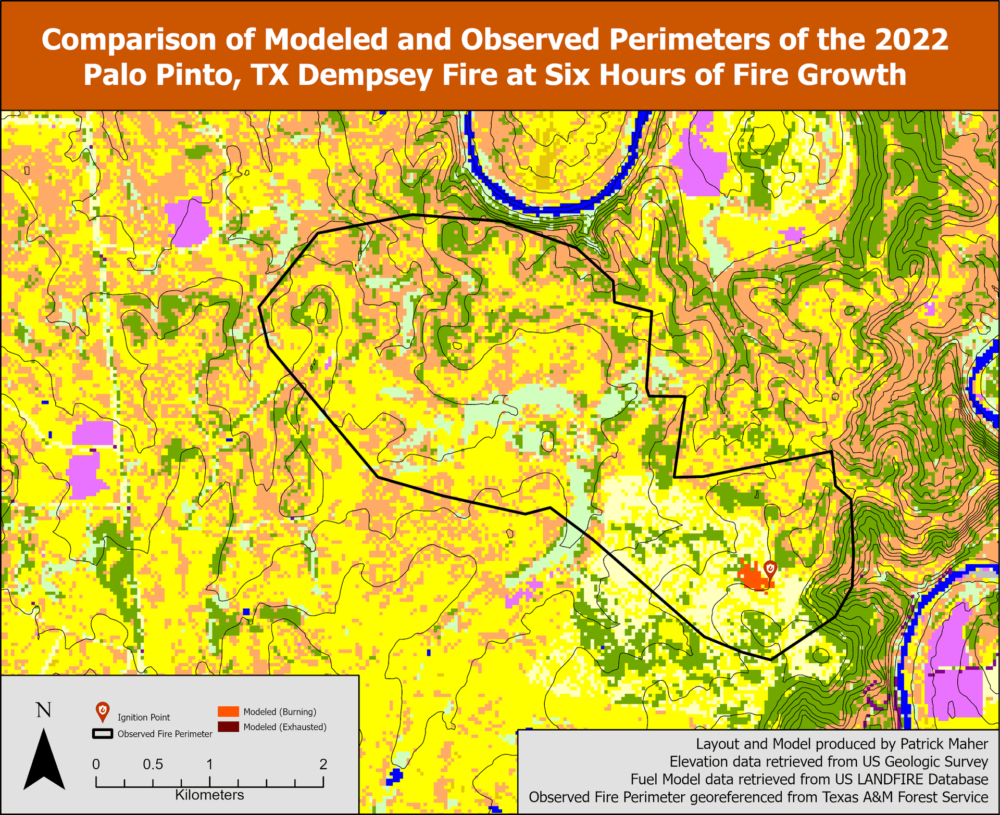 Comparison of Modeled and Observed Perimeters of the 2022
Palo Pinto, TX Dempsey Fire at Six Hours of Fire Growth
N
Ignition Point
Observed Fire Perimeter
Modeled (Burning)
Modeled (Exhausted)
0 0.5 1 2
Kilometers
Layout and Model produced by Patrick Maher
Elevation data retrieved from US Geologic Survey
Fuel Model data retrieved from US LANDFIRE Database
Observed Fire Perimeter georeferenced from Texas A&M Forest Service